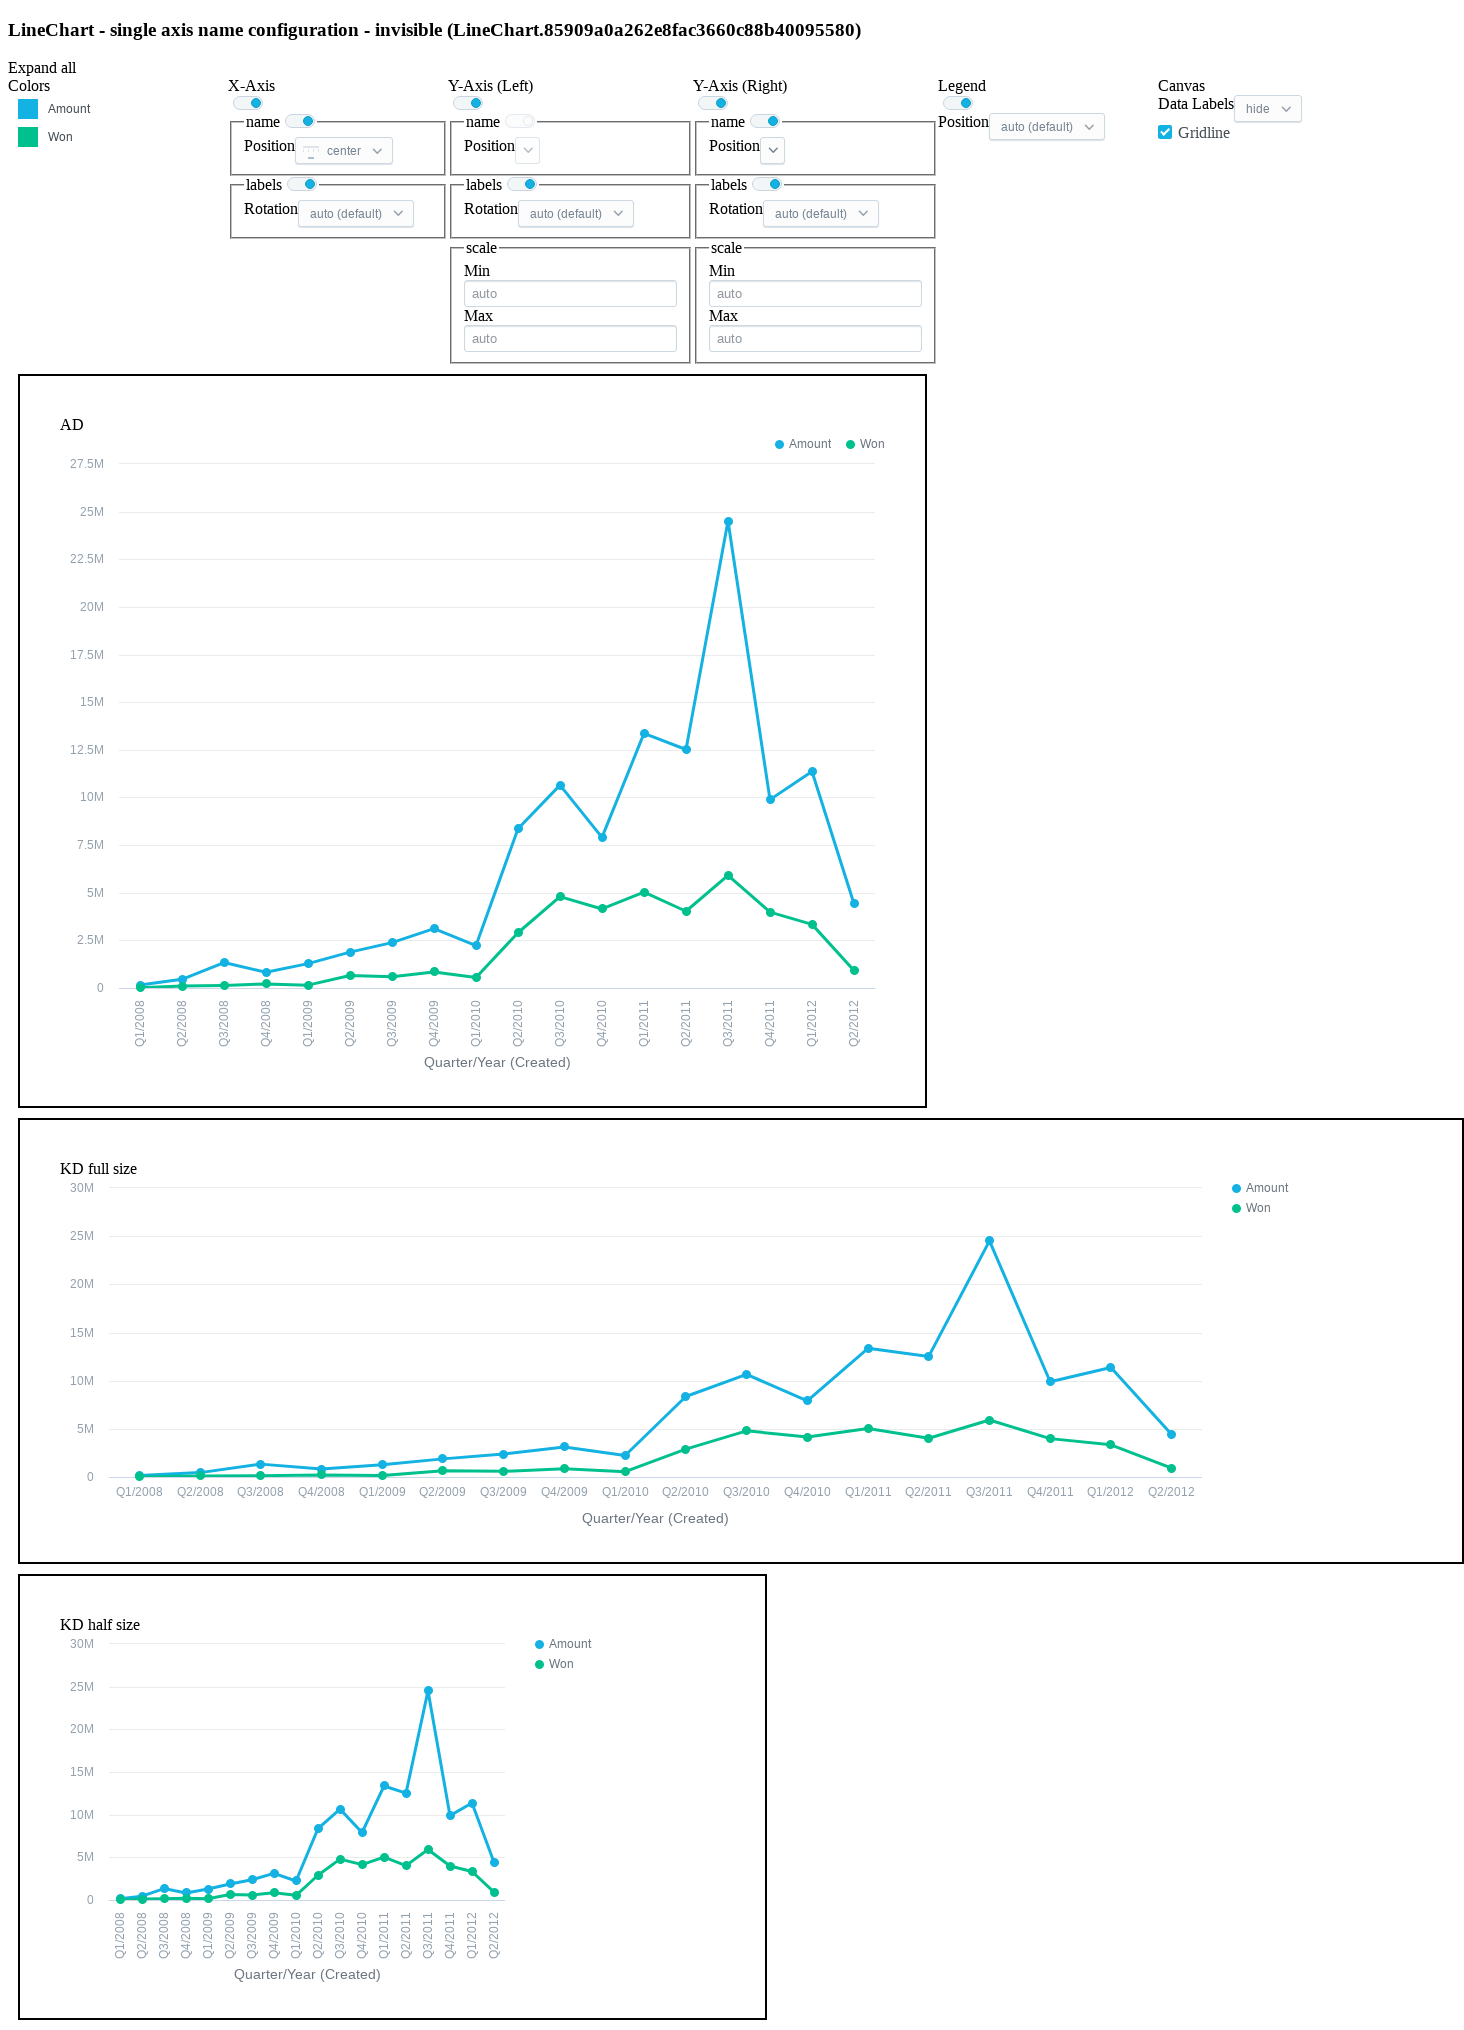 LineChart - single axis name configuration - invisible (LineChart.85909a0a262e8fac3660c88b40095580)
Expand all
Colors
Amount
Won
X-Axis
name
Position center
labels
Rotation auto (default)
Y-Axis (Left)
name
Position
labels
Rotation auto (default)
scale
Min
auto
Max
auto
Y-Axis (Right)
name
Position
labels
Rotation auto (default)
scale
Min
auto
Max
auto
Legend
Position auto (default)
Canvas
Data Labels hide
Gridline
AD
Amount Won
27.5M
25M
22.5M
20M
17.5M
15M
12.5M
10M
7.5M
5M
2.5M
0
Q1/2008 Q2/2008 Q3/2008 Q4/2008 Q1/2009 Q2/2009 Q3/2009 Q4/2009 Q1/2010 Q2/2010 Q3/2010 Q4/2010 Q1/2011 Q2/2011 Q3/2011 Q4/2011 Q1/2012 Q2/2012
Quarter/Year (Created)
KD full size
Amount
Won
30M
25M
20M
15M
10M
5M
0
Q1/2008 Q2/2008 Q3/2008 Q4/2008 Q1/2009 Q2/2009 Q3/2009 Q4/2009 Q1/2010 Q2/2010 Q3/2010 Q4/2010 Q1/2011 Q2/2011 Q3/2011 Q4/2011 Q1/2012 Q2/2012
Quarter/Year (Created)
KD half size
Amount
Won
30M
25M
20M
15M
10M
5M
0
Q1/2008 Q2/2008 Q3/2008 Q4/2008 Q1/2009 Q2/2009 Q3/2009 Q4/2009 Q1/2010 Q2/2010 Q3/2010 Q4/2010 Q1/2011 Q2/2011 Q3/2011 Q4/2011 Q1/2012 Q2/2012
Quarter/Year (Created)